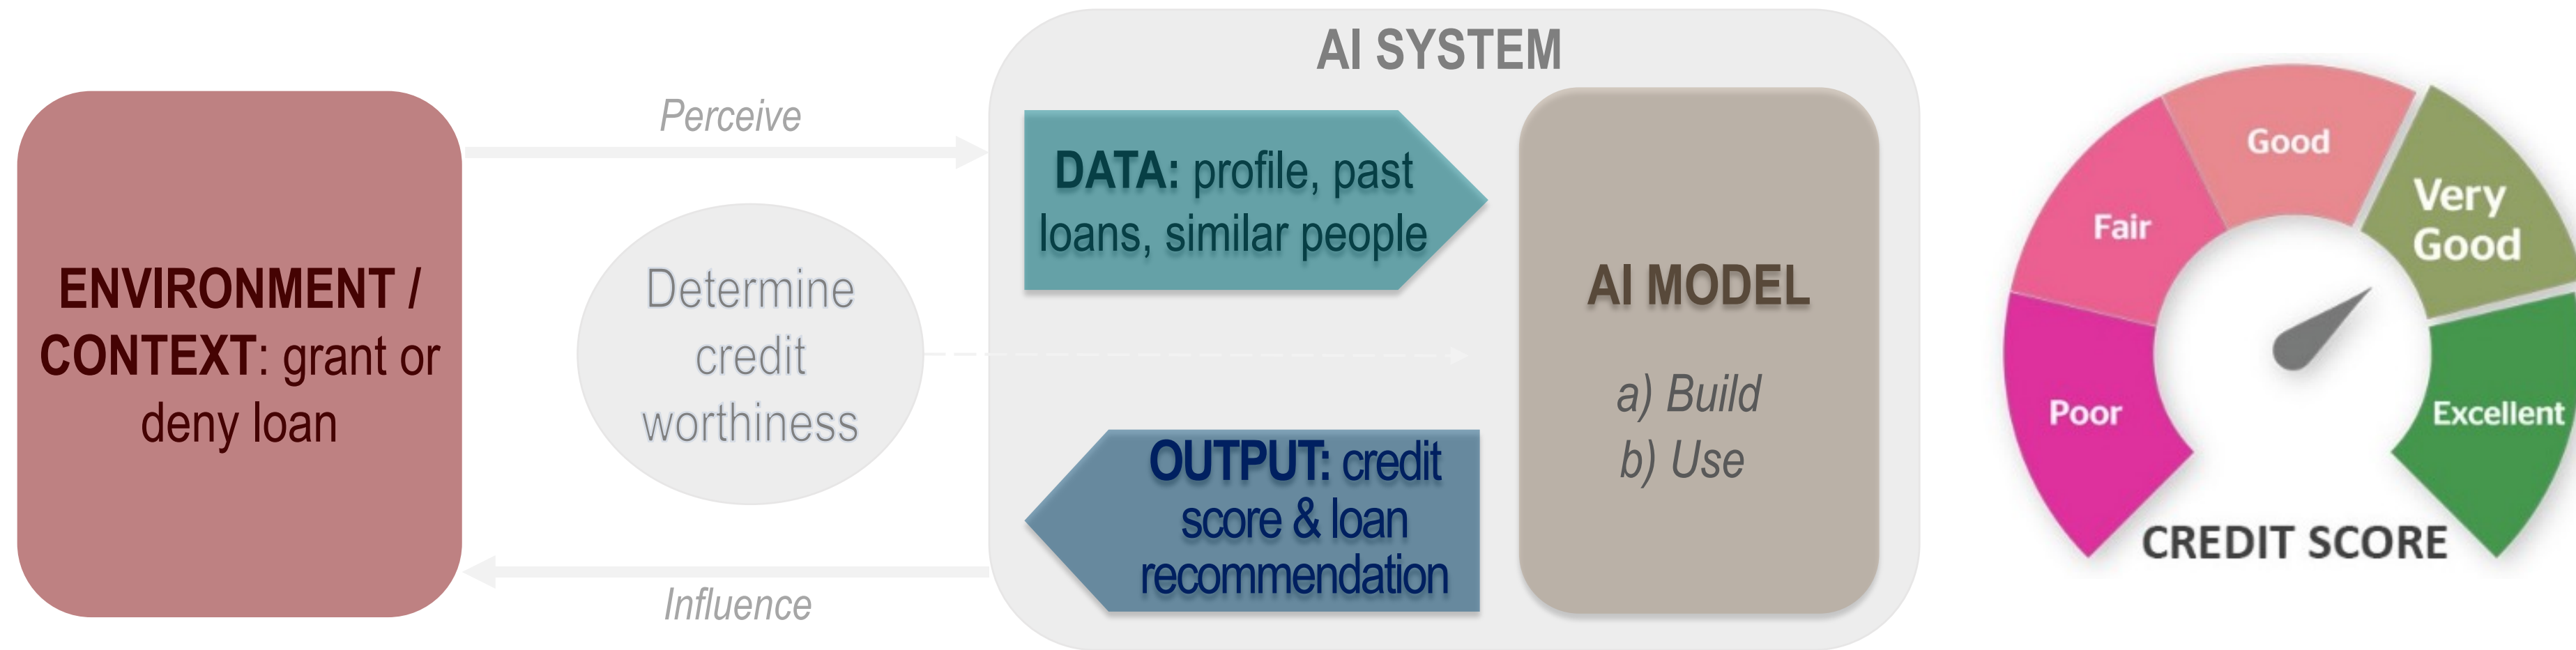 ENVIRONMENT /
CONTEXT: grant or
deny loan
Perceive
Determine
credit
worthiness
Influence
AI SYSTEM
DATA: profile, past
loans, similar people
OUTPUT: credit
score & loan
recommendation
AI MODEL
a) Build
b) Use
Poor
Fair
Good
Very
Good
Excellent
CREDIT SCORE